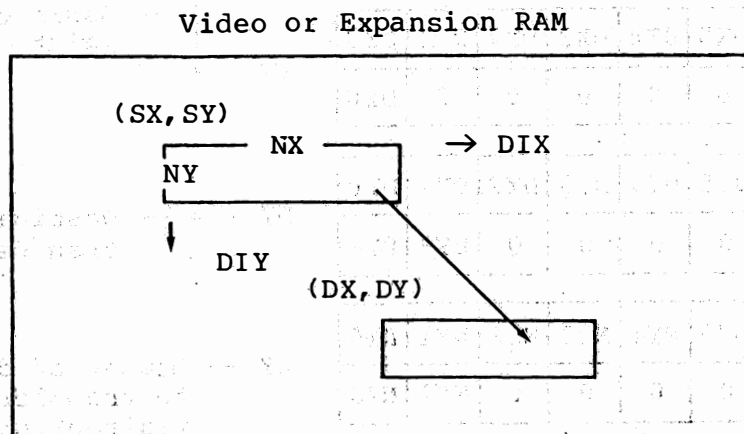 Video or Expansion RAM
(SX,SY)
NX → DIX
NY
DIY
(DX,DY)